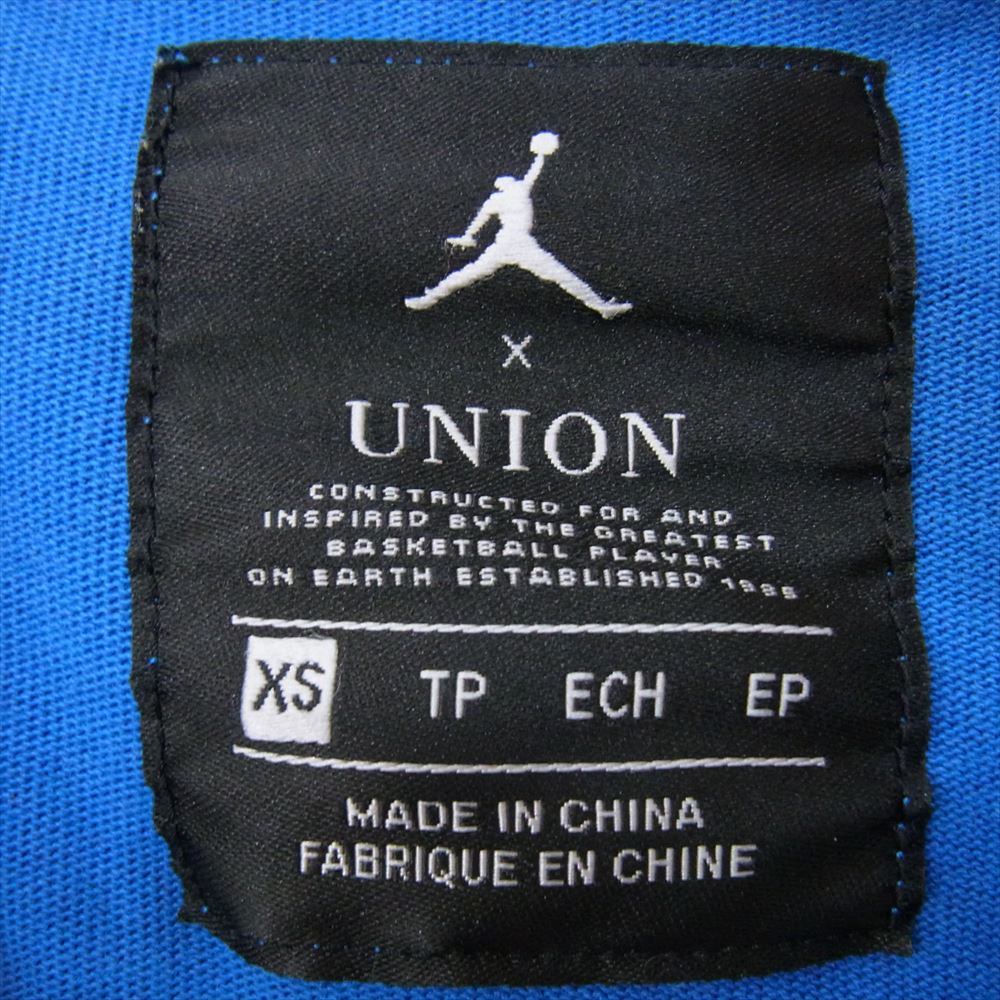 X
UNION
CONSTRUCTED FOR AND
INSPIRED BY THE GREATEST
BASKETBALL PLAYER
ON EARTH ESTABLISHED 1985
XS TP ECH EP
MADE IN CHINA
FABRIQUE EN CHINE